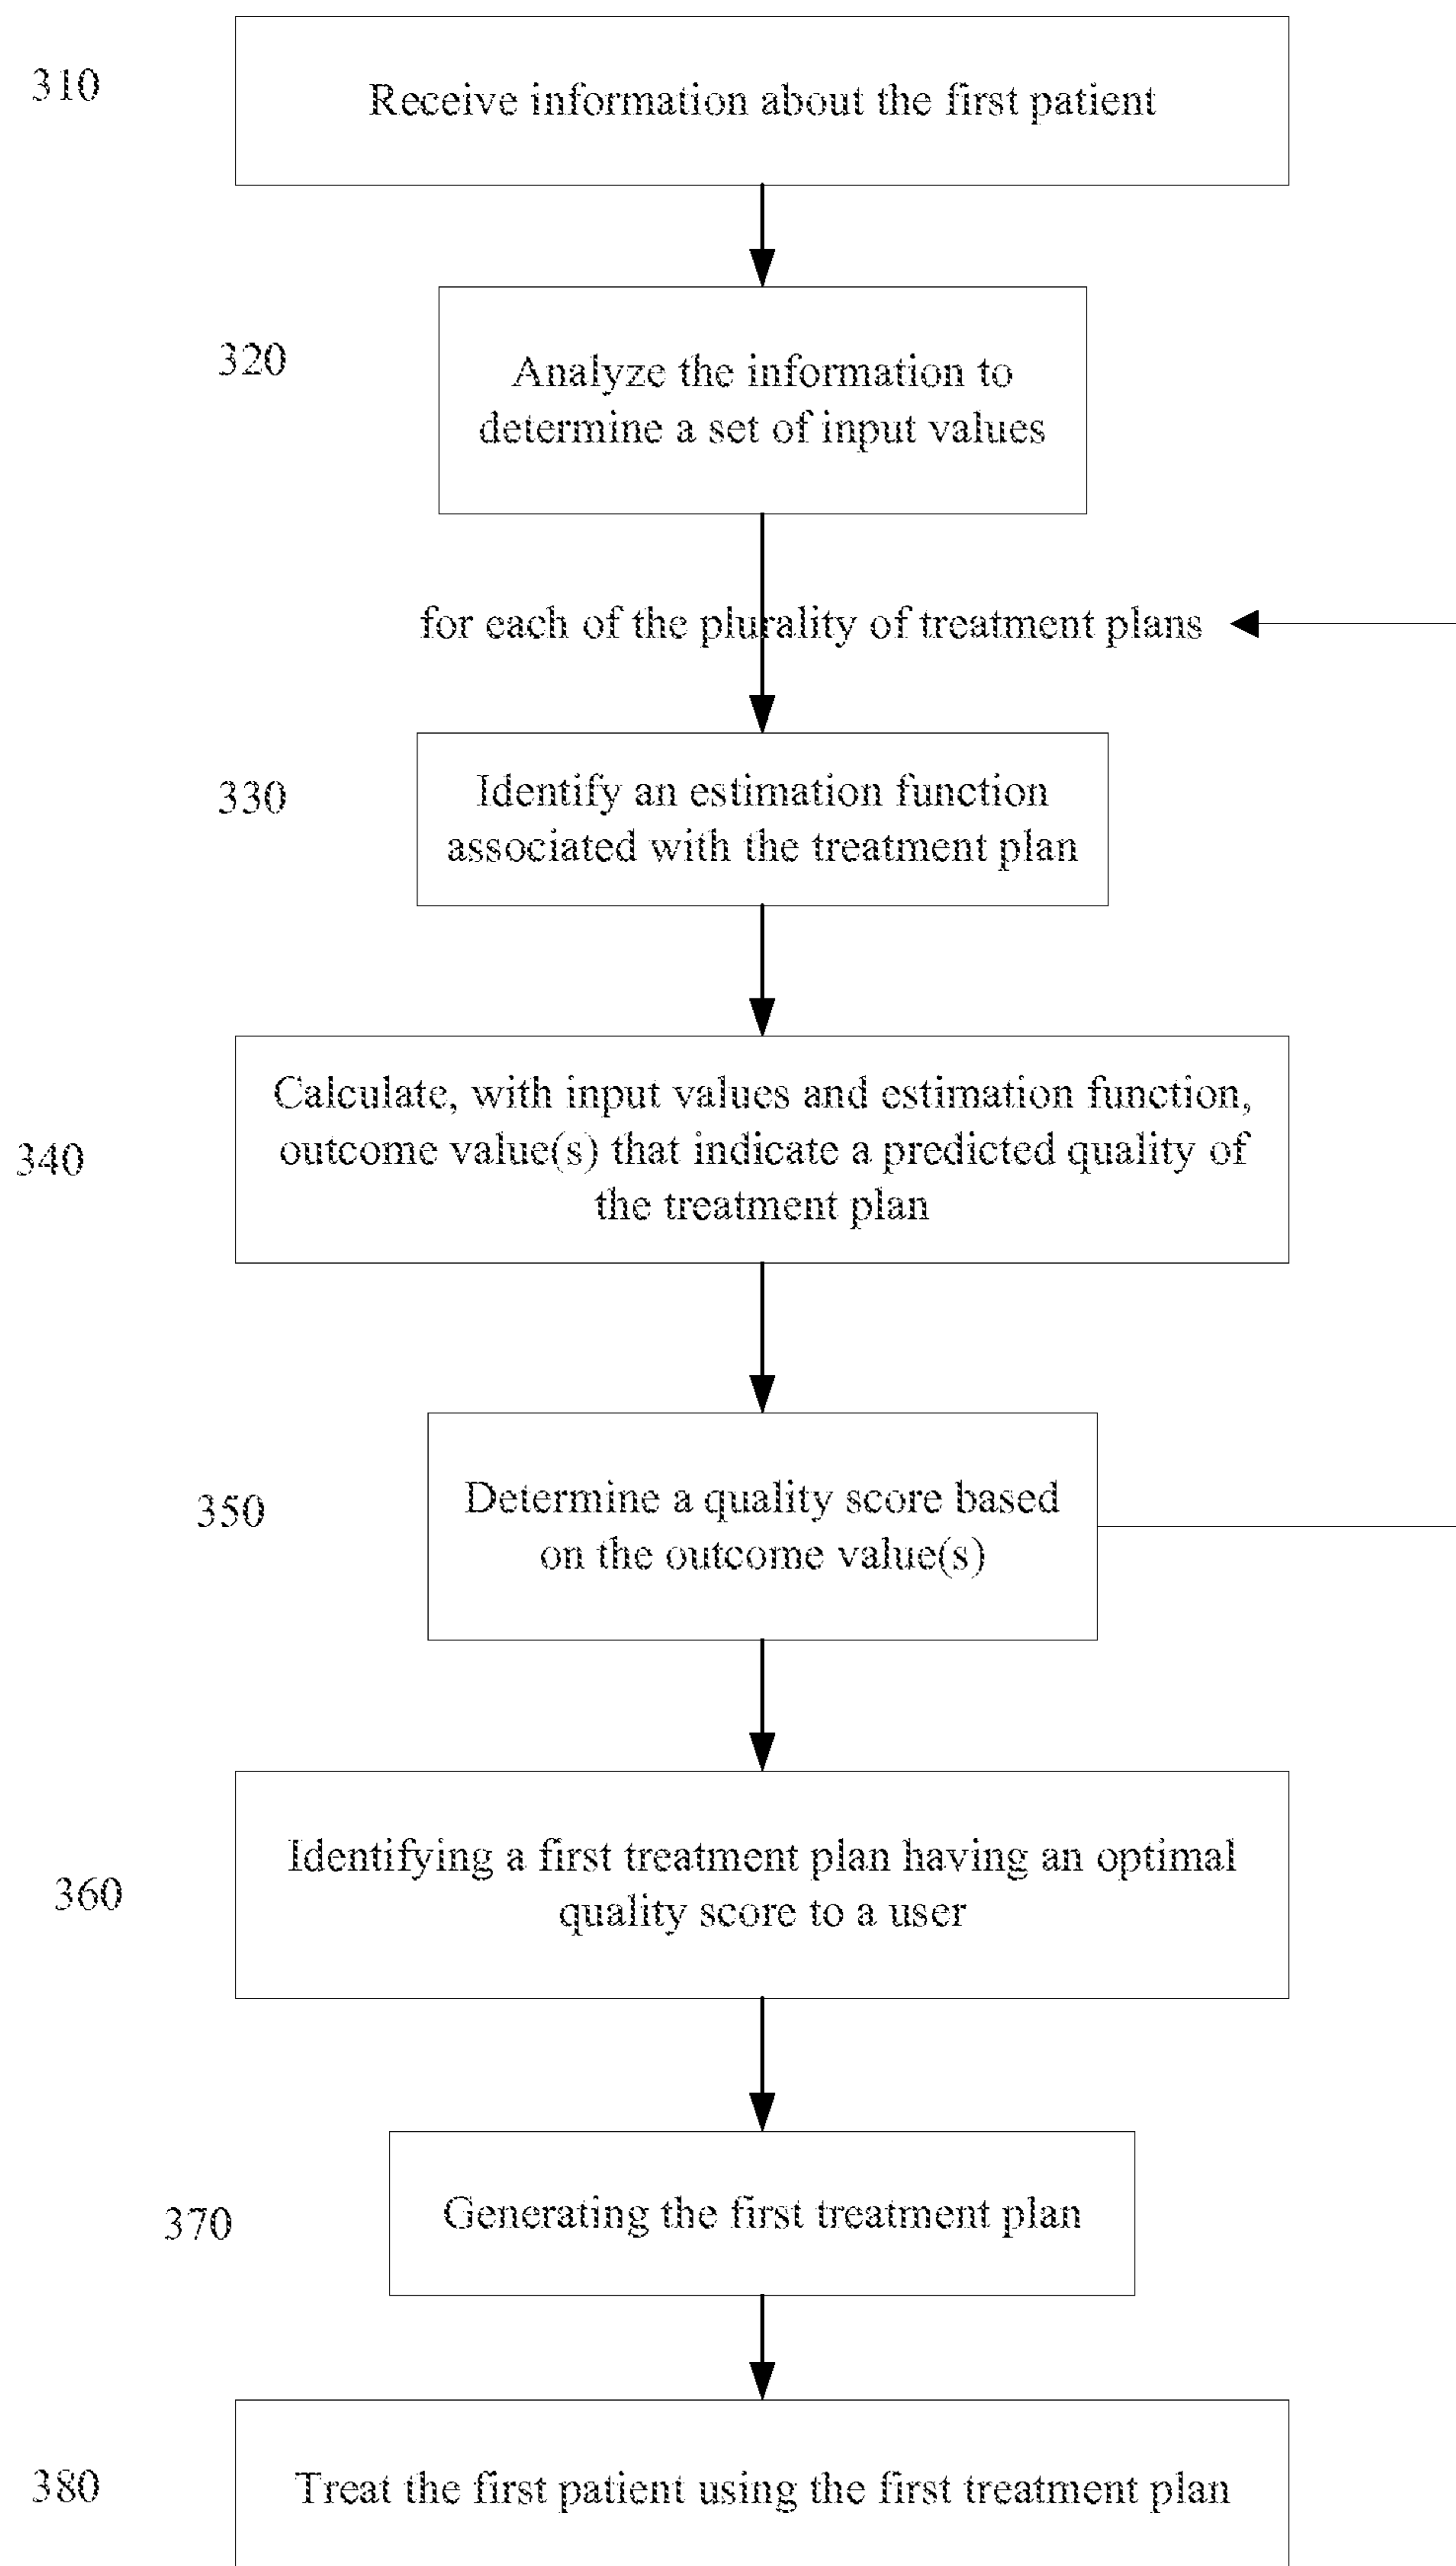 310
Receive information about the first patient
320
Analyze the information to
determine a set of input values
for each of the plurality of treatment plans
330
Identify an estimation function
associated with the treatment plan
340
Calculate, with input values and estimation function,
outcome value(s) that indicate a predicted quality of
the treatment plan
350
Determine a quality score based
on the outcome value(s)
360
Identifying a first treatment plan having an optimal
quality score to a user
370
Generating the first treatment plan
380
Treat the first patient using the first treatment plan